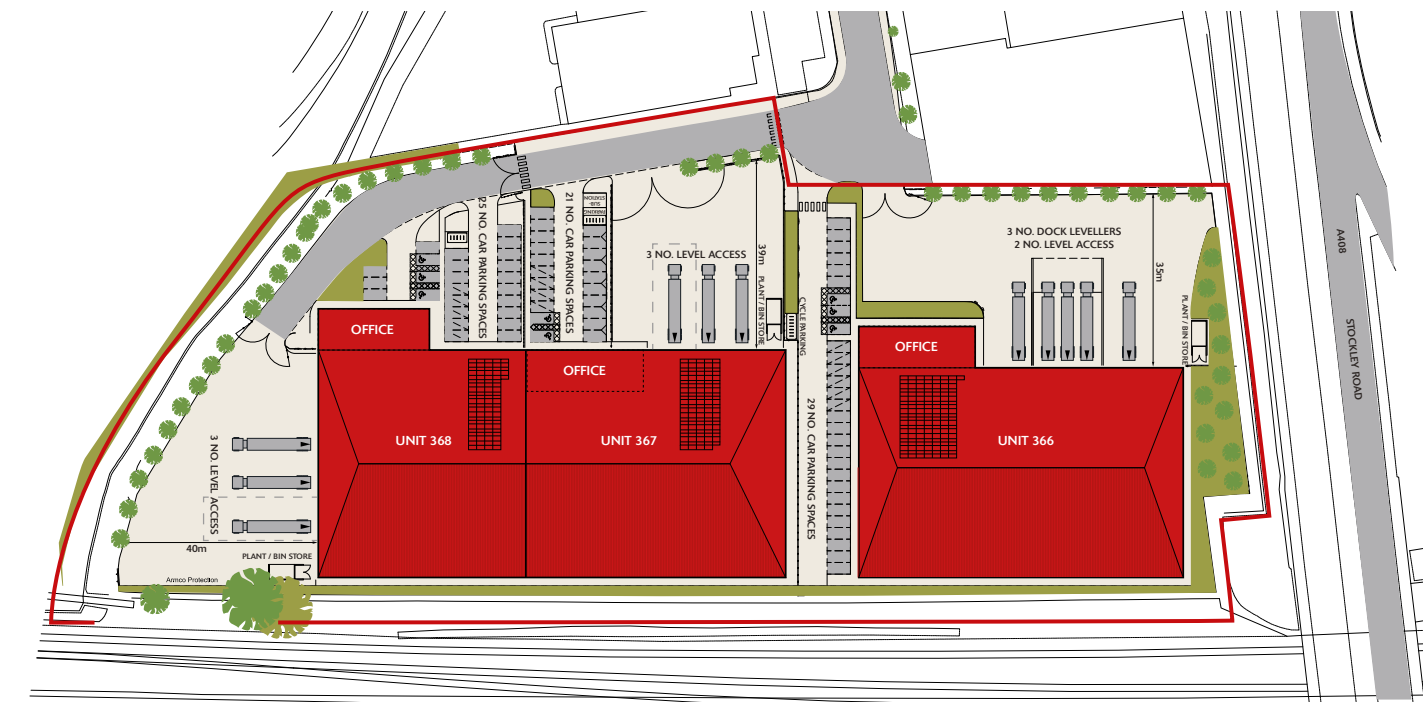 25 NO. CAR PARKING SPACES
21 NO. CAR PARKING SPACES
SUB-
STATION
PARKING
3 NO. LEVEL ACCESS
39m
PLANT / BIN STORE
CYCLE PARKING
3 NO. DOCK LEVELLERS
2 NO. LEVEL ACCESS
35m
PLANT / BIN STORE
A408
STOCKLEY ROAD
OFFICE
OFFICE
OFFICE
UNIT 368
UNIT 367
UNIT 366
29 NO. CAR PARKING SPACES
3 NO. LEVEL ACCESS
40m
PLANT / BIN STORE
Armco Protection